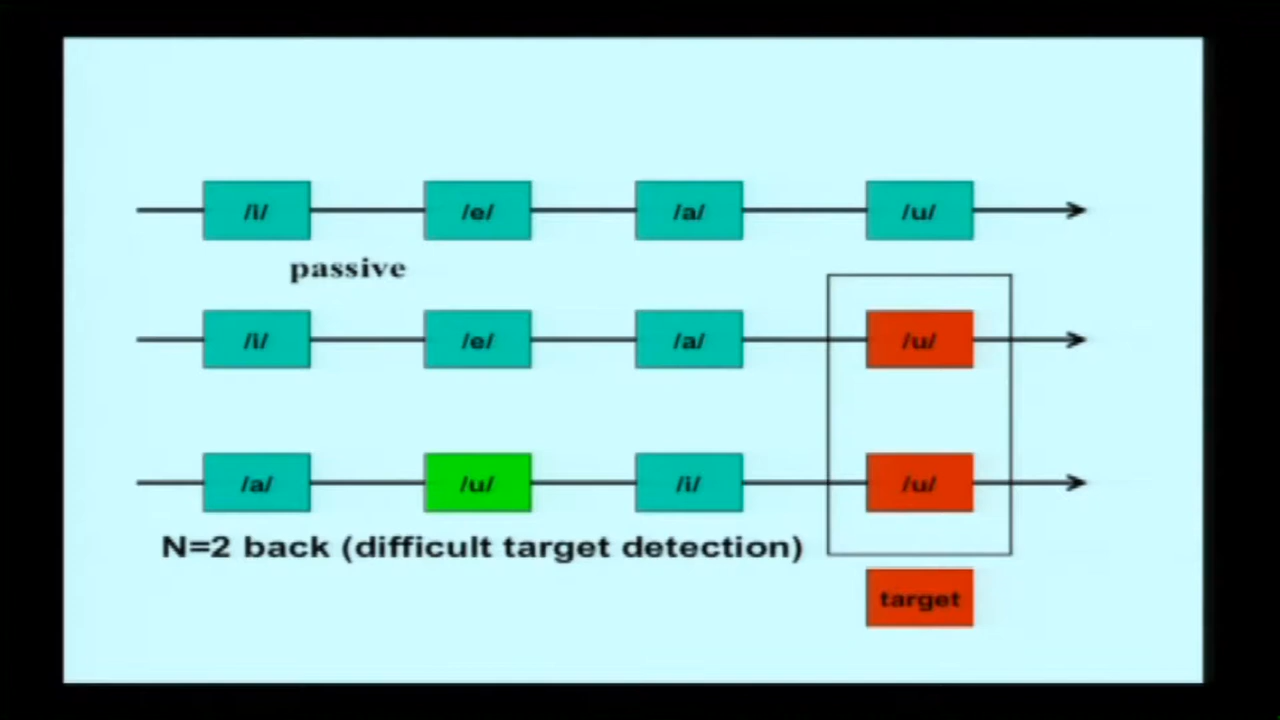 /i/ /e/ /a/ /u/
passive
/i/ /e/ /a/ /u/
/a/ /u/ /i/ /u/
N=2 back (difficult target detection)
target